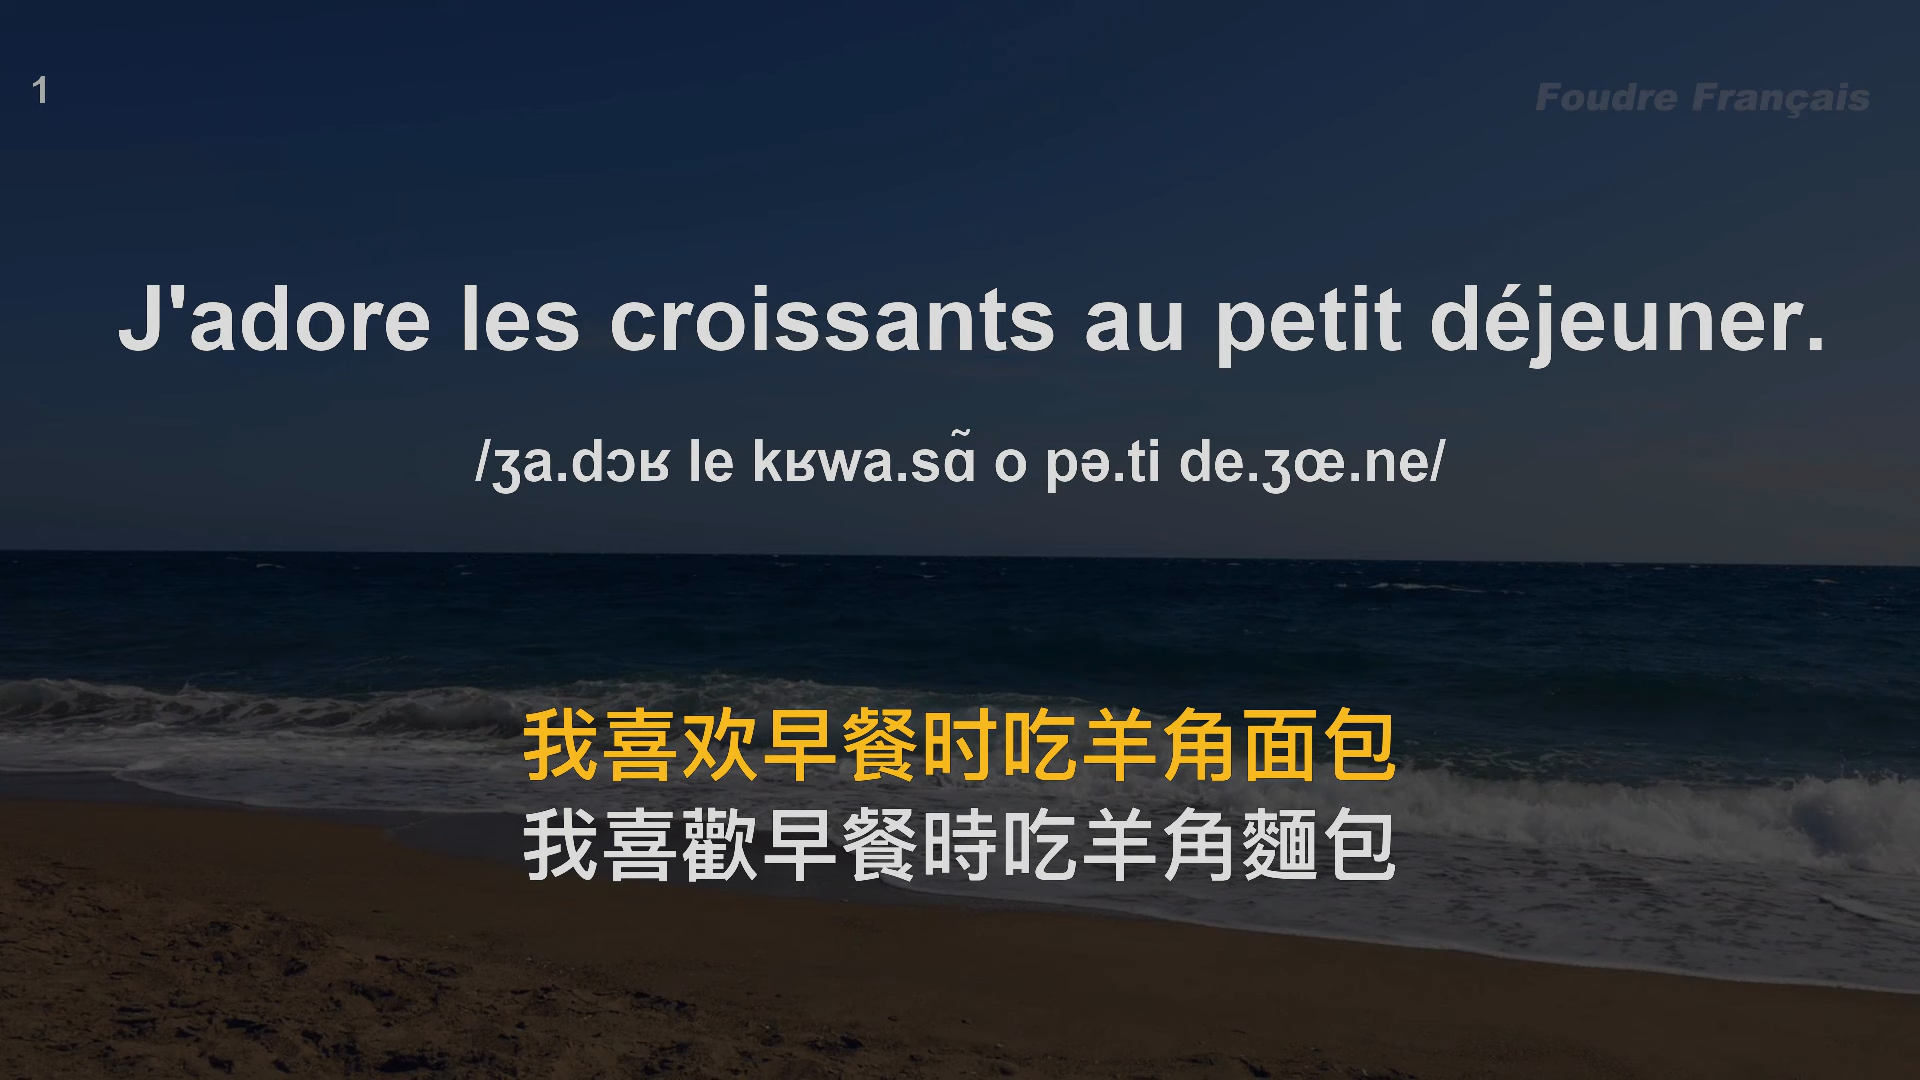 1
Foudre Français
J'adore les croissants au petit déjeuner.
/ʒa.dɔʁ le kʁwa.sɑ̃ o pə.ti de.ʒœ.ne/
我喜欢早餐时吃羊角面包
我喜歡早餐時吃羊角麵包